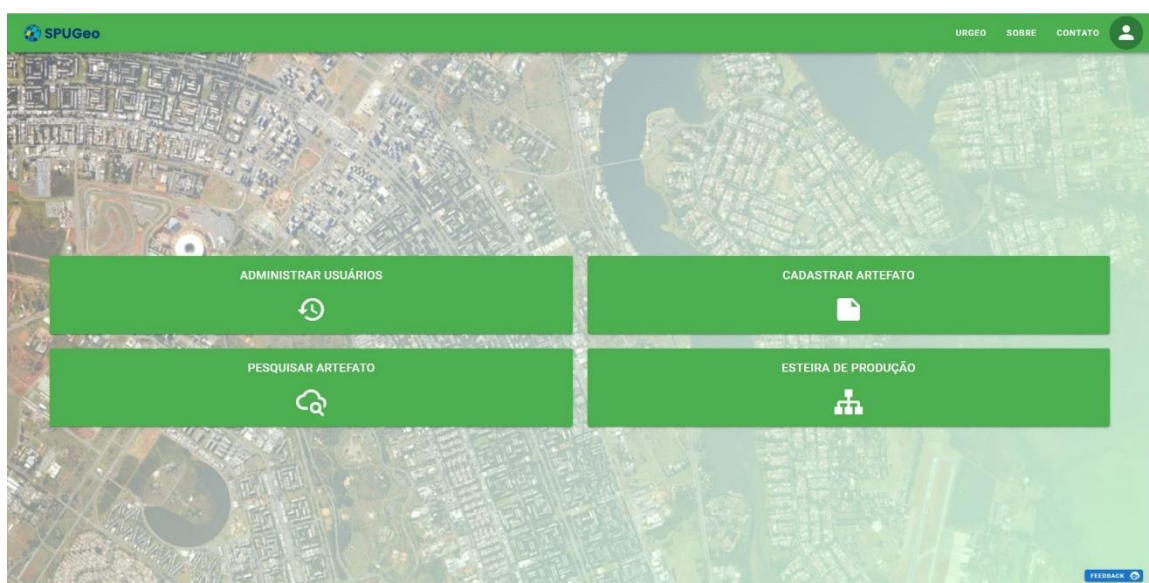 SPUGeo
URGEO SOBRE CONTATO
ADMINISTRAR USUÁRIOS
CADASTRAR ARTEFATO
PESQUISAR ARTEFATO
ESTEIRA DE PRODUÇÃO
FEEDBACK